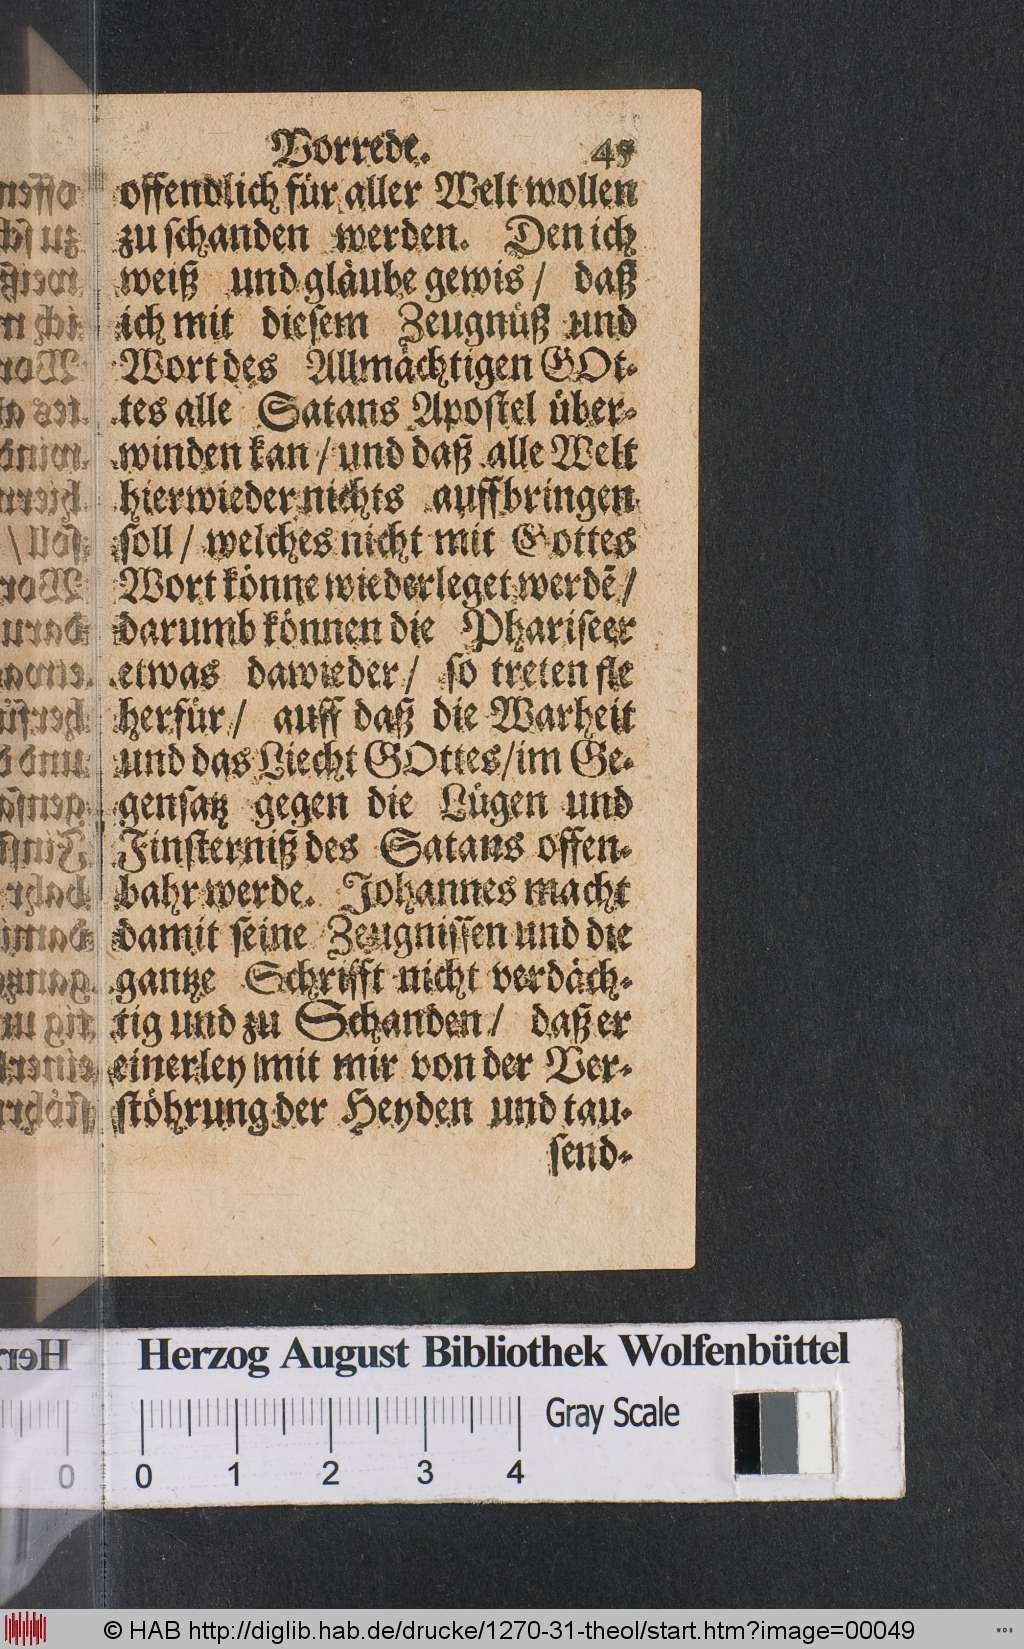 Vorrede. 45
offendlich für aller Welt wollen
zu schanden werden. Den ich
weiß und gläube gewis / daß
ich mit diesem Zeugnüß und
Wort des Allmächtigen GOt-
tes alle Satans Apostel über-
winden kan / und daß alle Welt
hierwieder nichts auffbringen
soll / welches nicht mit Gottes
Wort könne wiederleget werdē /
darumb können die Phariseer
etwas dawieder / so treten sie
herfür / auff daß die Warheit
und das Liecht GOttes / im Ge-
gensatz gegen die Lügen und
Finsterniß des Satans offen-
bahr werde. Johannes macht
damit seine Zeugnissen und die
gantze Schrifft nicht verdäch-
tig und zu Schanden / daß er
einerley mit mir von der Ver-
stöhrung der Heyden und tau-
send-
Herzog August Bibliothek Wolfenbüttel
Gray Scale
0 1 2 3 4
© HAB http://diglib.hab.de/drucke/1270-31-theol/start.htm?image=00049